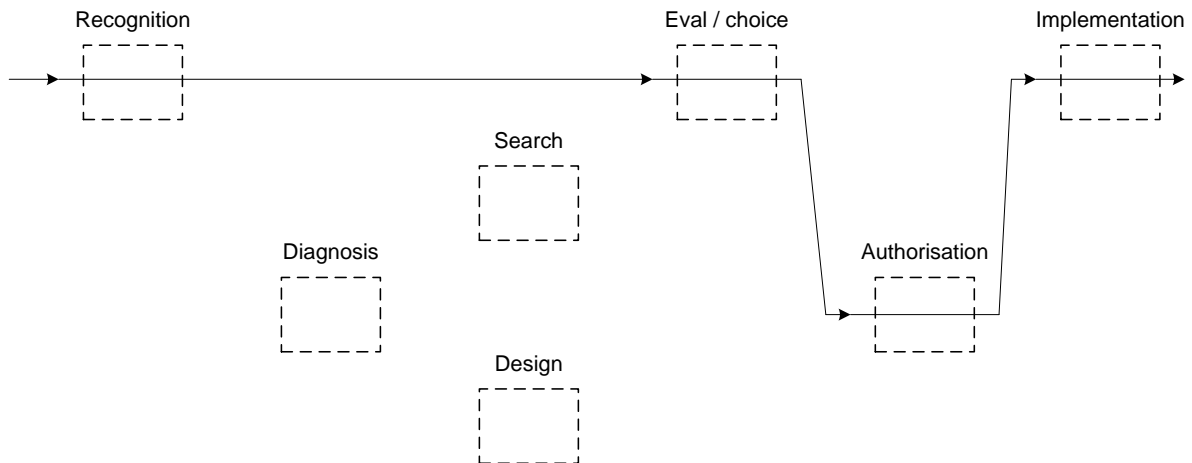 Recognition
Eval / choice
Implementation
Search
Diagnosis
Authorisation
Design